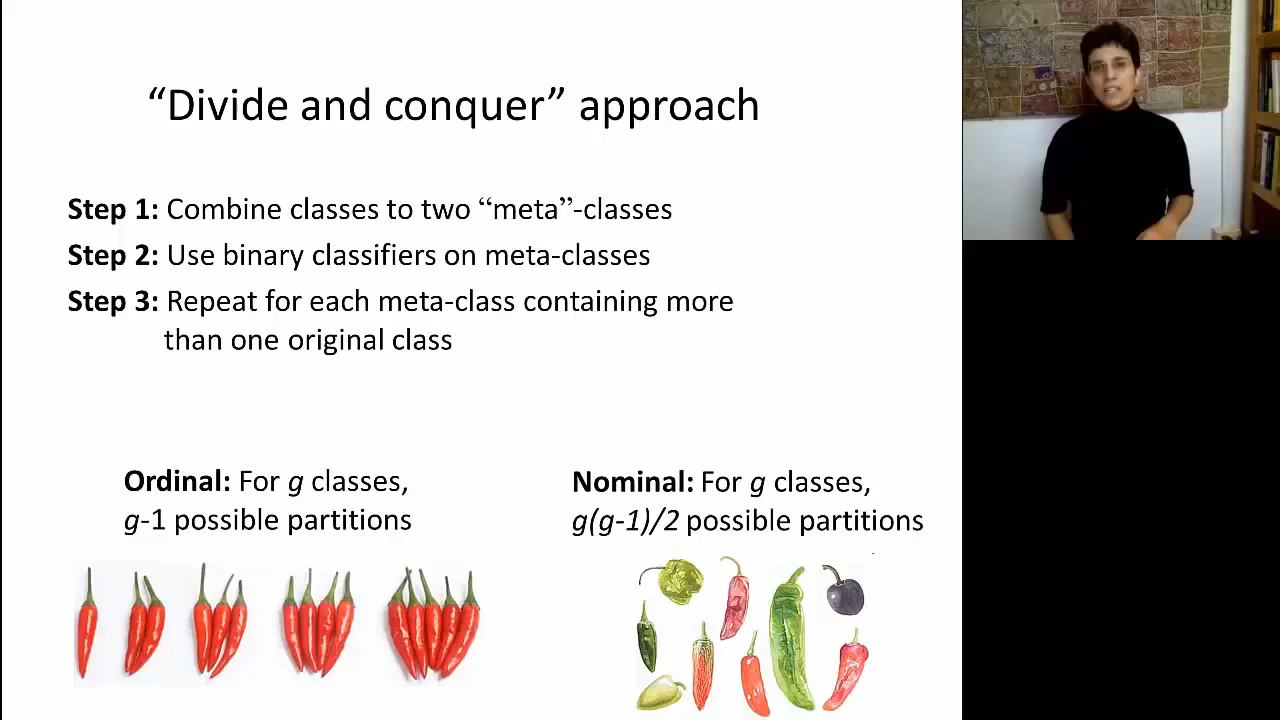 “Divide and conquer” approach
Step 1: Combine classes to two “meta”-classes
Step 2: Use binary classifiers on meta-classes
Step 3: Repeat for each meta-class containing more
than one original class
Ordinal: For g classes,
g-1 possible partitions
Nominal: For g classes,
g(g-1)/2 possible partitions